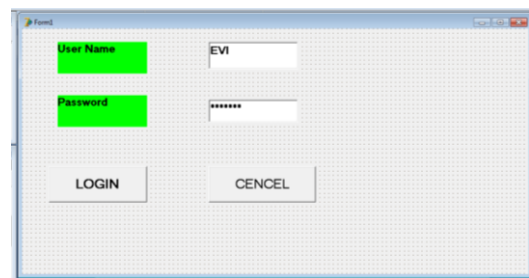 Form1
User Name
EVI
Password
•••••••
LOGIN
CENCEL